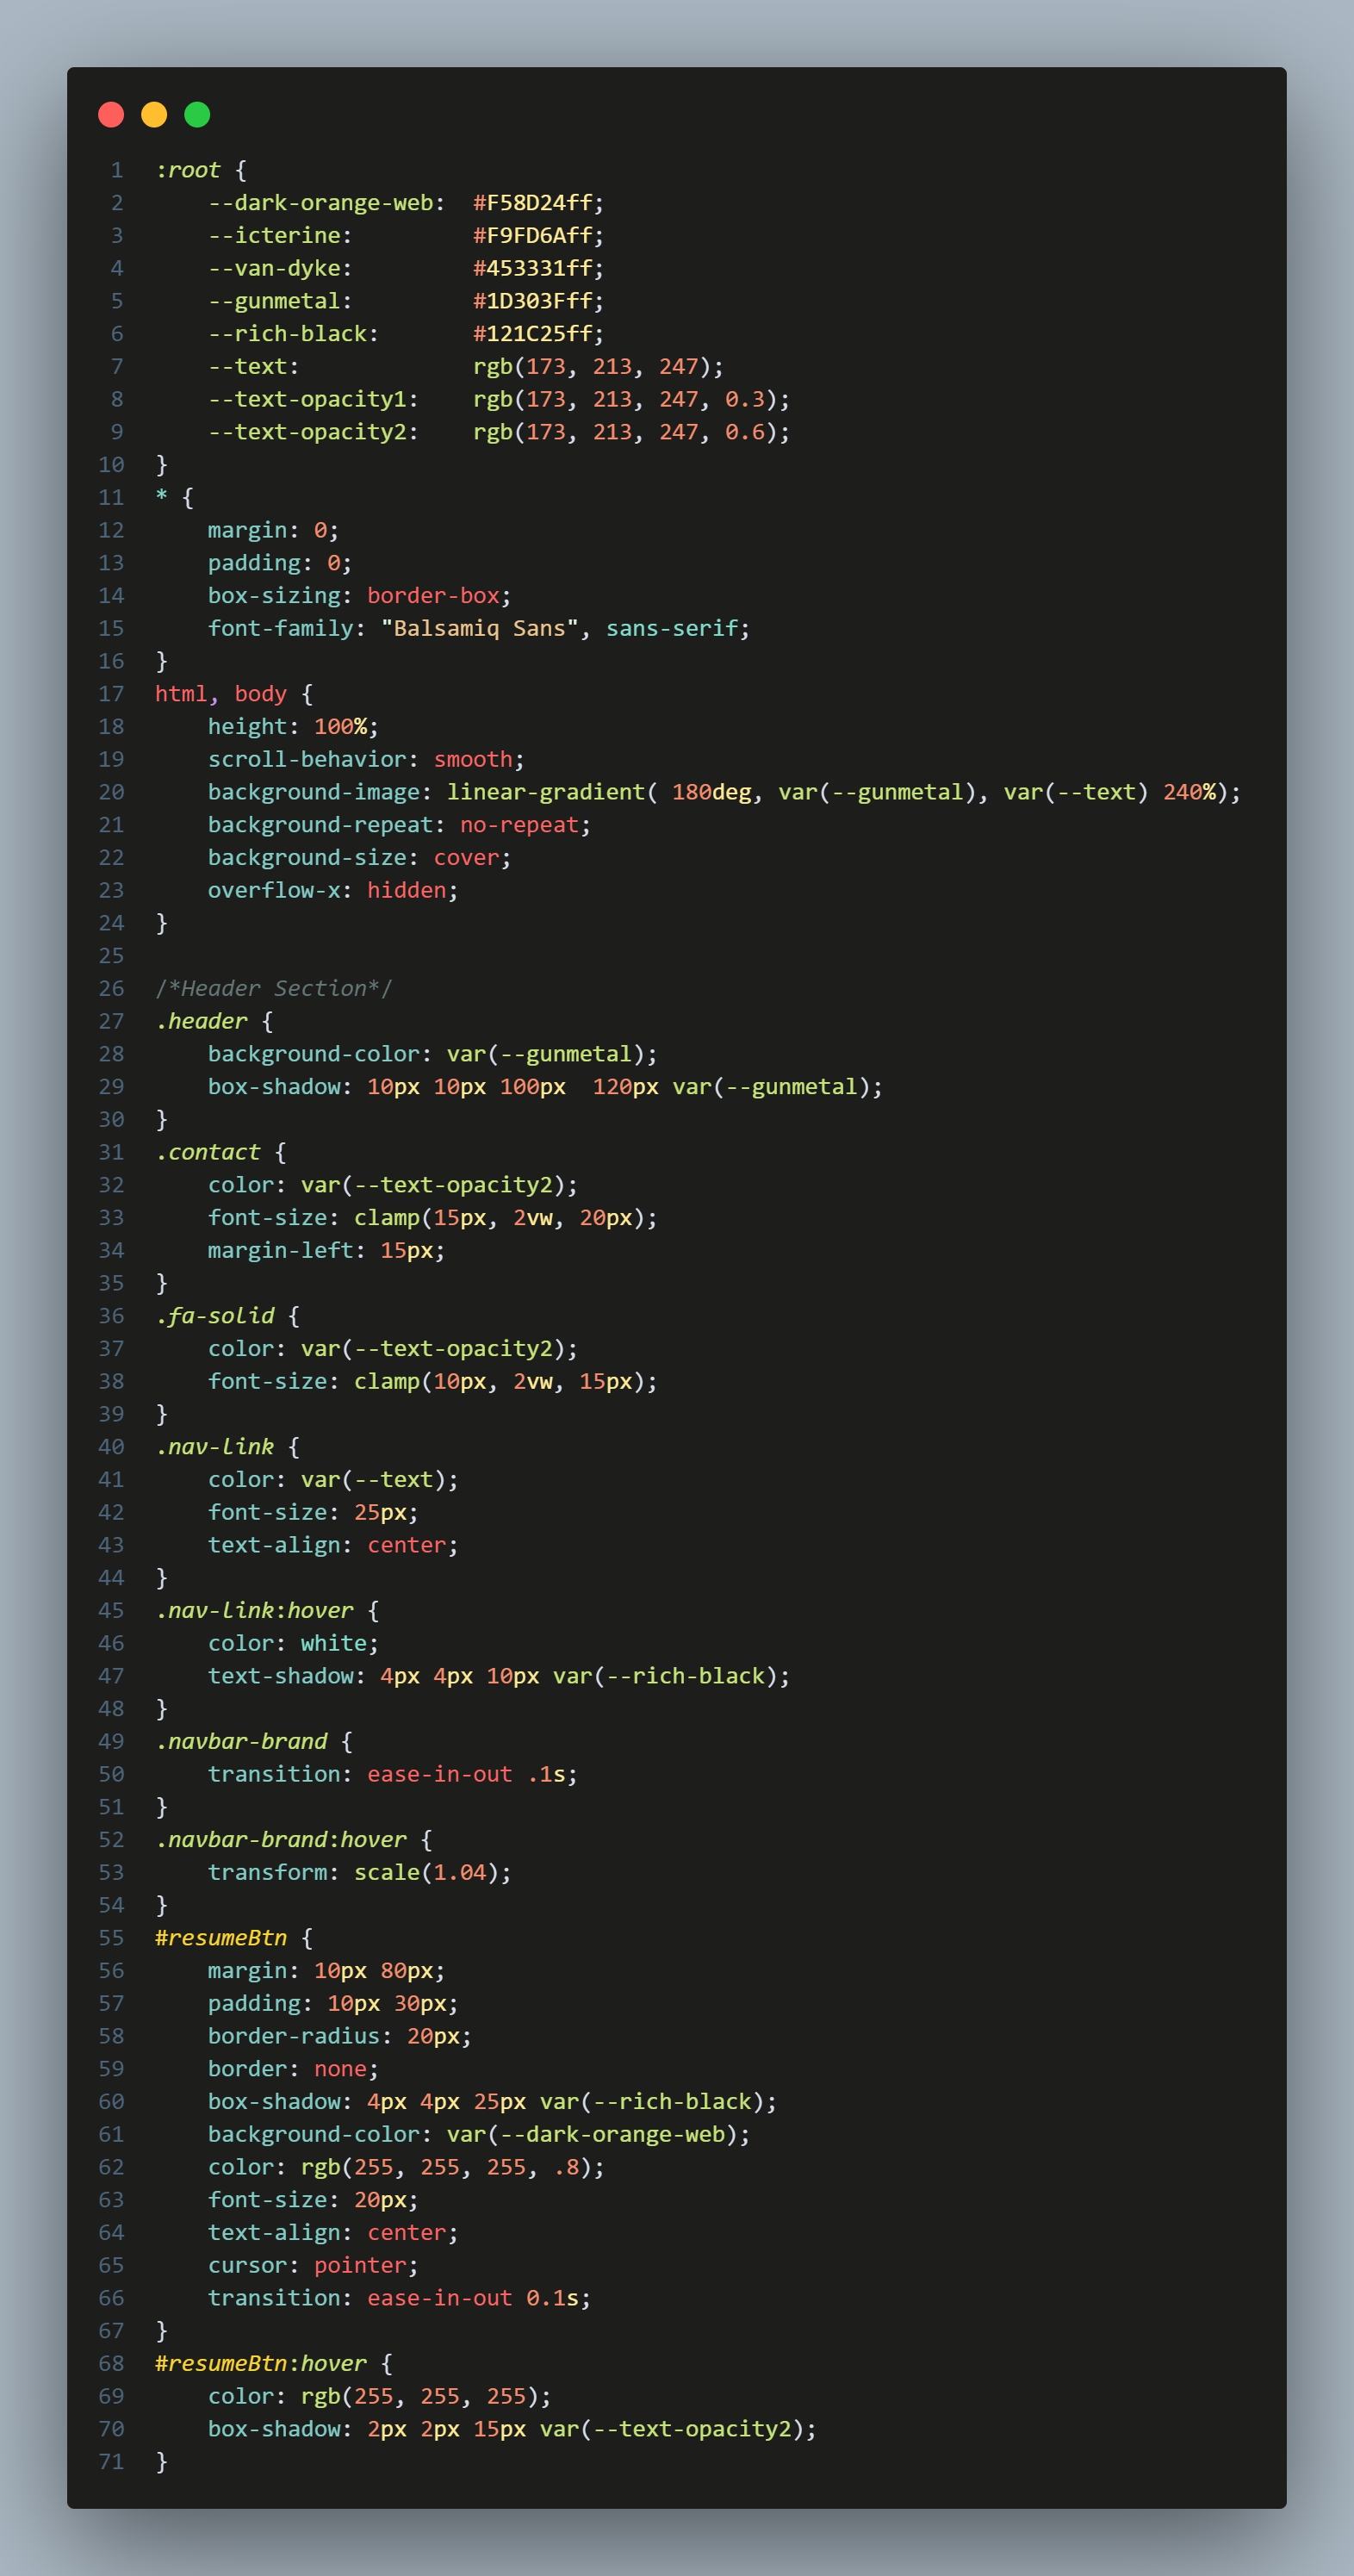 1 :root {
2     --dark-orange-web:  #F58D24ff;
3     --icterine:         #F9FD6Aff;
4     --van-dyke:         #453331ff;
5     --gunmetal:         #1D303Fff;
6     --rich-black:       #121C25ff;
7     --text:             rgb(173, 213, 247);
8     --text-opacity1:    rgb(173, 213, 247, 0.3);
9     --text-opacity2:    rgb(173, 213, 247, 0.6);
10 }
11 * {
12     margin: 0;
13     padding: 0;
14     box-sizing: border-box;
15     font-family: "Balsamiq Sans", sans-serif;
16 }
17 html, body {
18     height: 100%;
19     scroll-behavior: smooth;
20     background-image: linear-gradient( 180deg, var(--gunmetal), var(--text) 240%);
21     background-repeat: no-repeat;
22     background-size: cover;
23     overflow-x: hidden;
24 }
25
26 /*Header Section*/
27 .header {
28     background-color: var(--gunmetal);
29     box-shadow: 10px 10px 100px  120px var(--gunmetal);
30 }
31 .contact {
32     color: var(--text-opacity2);
33     font-size: clamp(15px, 2vw, 20px);
34     margin-left: 15px;
35 }
36 .fa-solid {
37     color: var(--text-opacity2);
38     font-size: clamp(10px, 2vw, 15px);
39 }
40 .nav-link {
41     color: var(--text);
42     font-size: 25px;
43     text-align: center;
44 }
45 .nav-link:hover {
46     color: white;
47     text-shadow: 4px 4px 10px var(--rich-black);
48 }
49 .navbar-brand {
50     transition: ease-in-out .1s;
51 }
52 .navbar-brand:hover {
53     transform: scale(1.04);
54 }
55 #resumeBtn {
56     margin: 10px 80px;
57     padding: 10px 30px;
58     border-radius: 20px;
59     border: none;
60     box-shadow: 4px 4px 25px var(--rich-black);
61     background-color: var(--dark-orange-web);
62     color: rgb(255, 255, 255, .8);
63     font-size: 20px;
64     text-align: center;
65     cursor: pointer;
66     transition: ease-in-out 0.1s;
67 }
68 #resumeBtn:hover {
69     color: rgb(255, 255, 255);
70     box-shadow: 2px 2px 15px var(--text-opacity2);
71 }